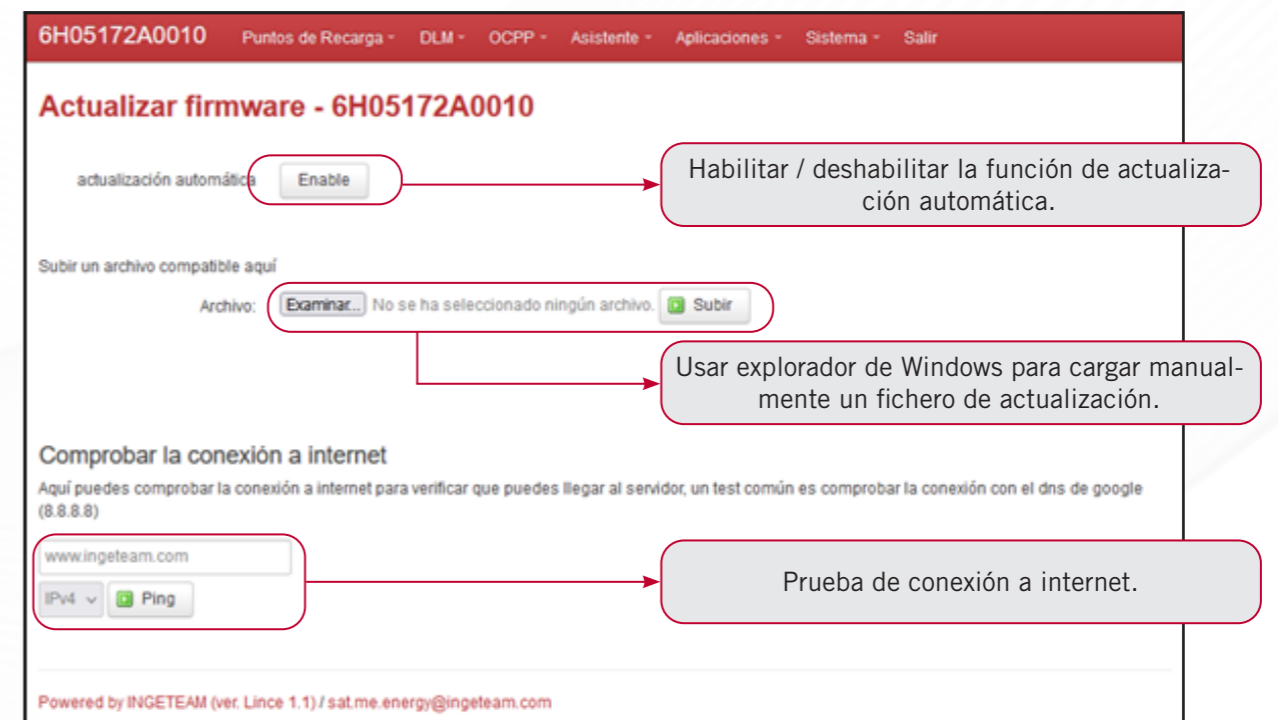 6H05172A0010 Puntos de Recarga DLM OCPP Asistente Aplicaciones Sistema Salir
Actualizar firmware - 6H05172A0010
actualización automática Enable
Habilitar / deshabilitar la función de actualiza-
ción automática.
Subir un archivo compatible aquí
Archivo: Examinar... No se ha seleccionado ningún archivo. Subir
Usar explorador de Windows para cargar manual-
mente un fichero de actualización.
Comprobar la conexión a internet
Aquí puedes comprobar la conexión a internet para verificar que puedes llegar al servidor, un test común es comprobar la conexión con el dns de google
(8.8.8.8)
www.ingeteam.com
IPv4 Ping
Prueba de conexión a internet.
Powered by INGETEAM (ver. Lince 1.1) / sat.me.energy@ingeteam.com